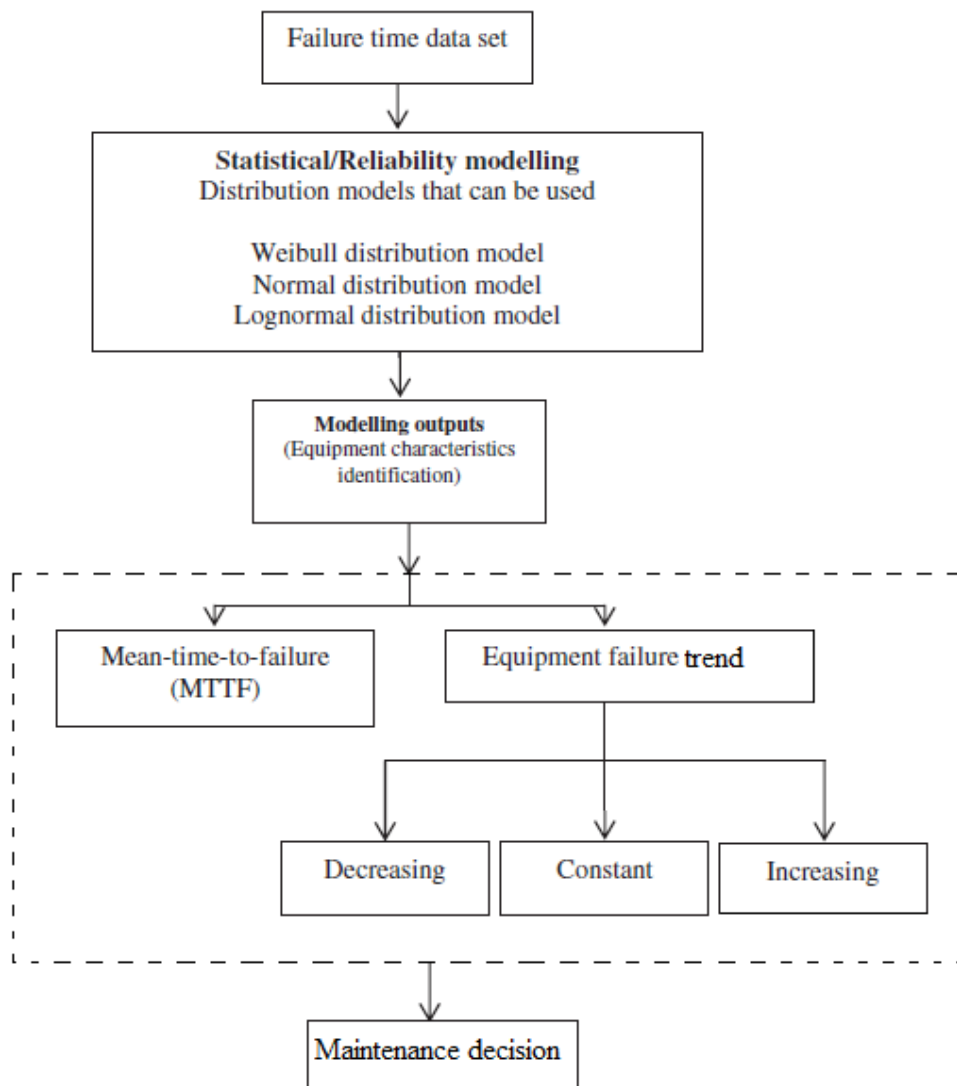 Failure time data set
Statistical/Reliability modelling
Distribution models that can be used
Weibull distribution model
Normal distribution model
Lognormal distribution model
Modelling outputs
(Equipment characteristics
identification)
Mean-time-to-failure
(MTTF)
Equipment failure trend
Decreasing
Constant
Increasing
Maintenance decision